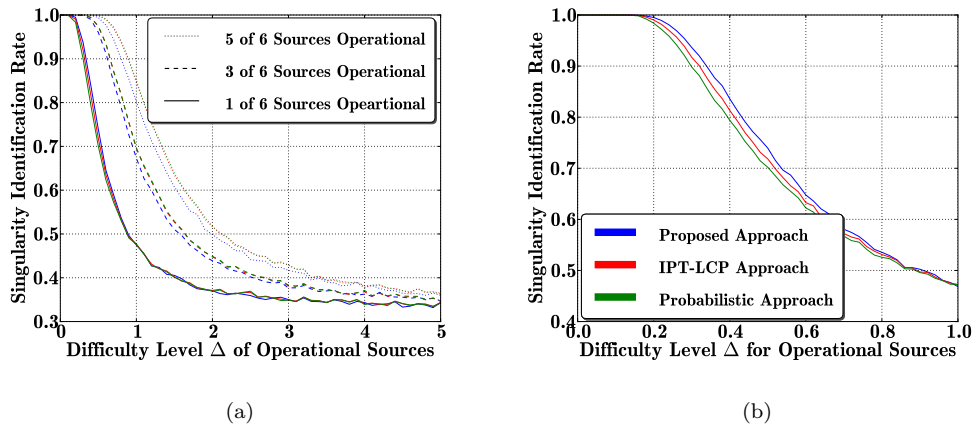 1.0
0.9
0.8
0.7
0.6
0.5
0.4
0.3
Singularity Identification Rate
5 of 6 Sources Operational
3 of 6 Sources Operational
1 of 6 Sources Opeartional
0 1 2 3 4 5
Difficulty Level Δ of Operational Sources
(a)
1.0
0.9
0.8
0.7
0.6
0.5
0.4
Singularity Identification Rate
Proposed Approach
IPT-LCP Approach
Probabilistic Approach
0.0 0.2 0.4 0.6 0.8 1.0
Difficulty Level Δ for Operational Sources
(b)